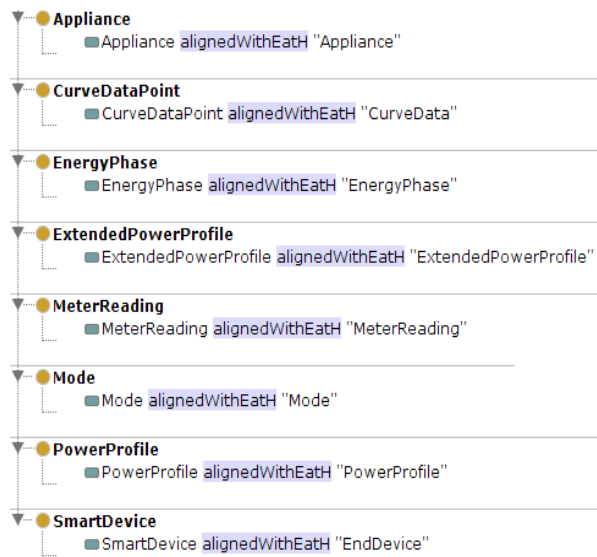 Appliance
Appliance alignedWithEatH "Appliance"
CurveDataPoint
CurveDataPoint alignedWithEatH "CurveData"
EnergyPhase
EnergyPhase alignedWithEatH "EnergyPhase"
ExtendedPowerProfile
ExtendedPowerProfile alignedWithEatH "ExtendedPowerProfile"
MeterReading
MeterReading alignedWithEatH "MeterReading"
Mode
Mode alignedWithEatH "Mode"
PowerProfile
PowerProfile alignedWithEatH "PowerProfile"
SmartDevice
SmartDevice alignedWithEatH "EndDevice"